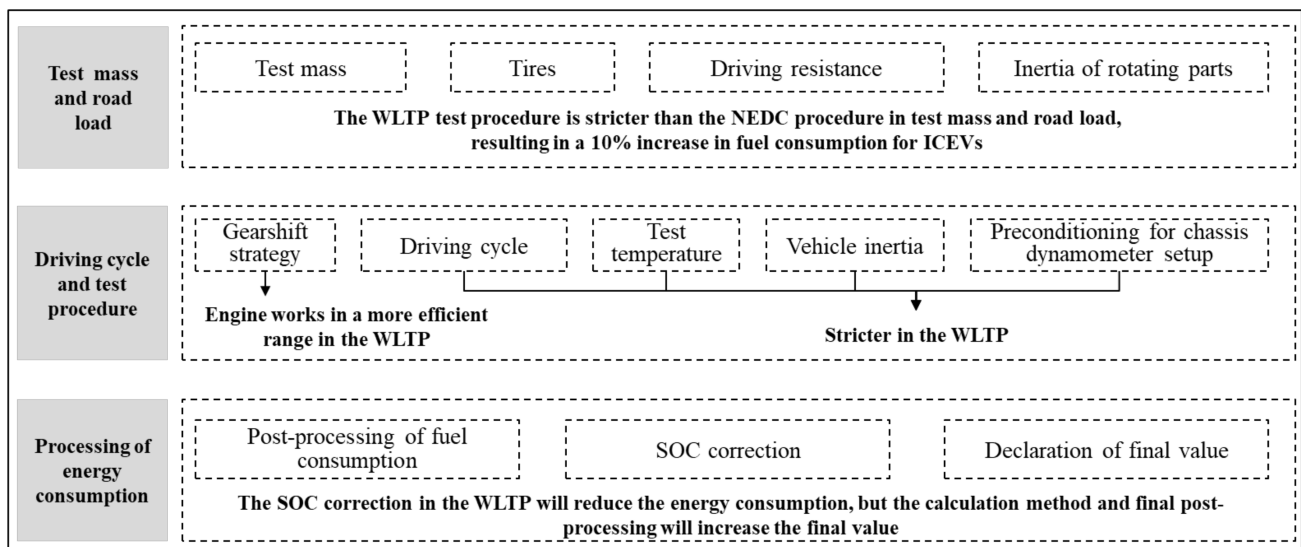 Test mass
and road
load
Test mass
Tires
Driving resistance
Inertia of rotating parts
The WLTP test procedure is stricter than the NEDC procedure in test mass and road load,
resulting in a 10% increase in fuel consumption for ICEVs
Driving cycle
and test
procedure
Gearshift
strategy
Driving cycle
Test
temperature
Vehicle inertia
Preconditioning for chassis
dynamometer setup
Engine works in a more efficient
range in the WLTP
Stricter in the WLTP
Processing of
energy
consumption
Post-processing of fuel
consumption
SOC correction
Declaration of final value
The SOC correction in the WLTP will reduce the energy consumption, but the calculation method and final post-
processing will increase the final value